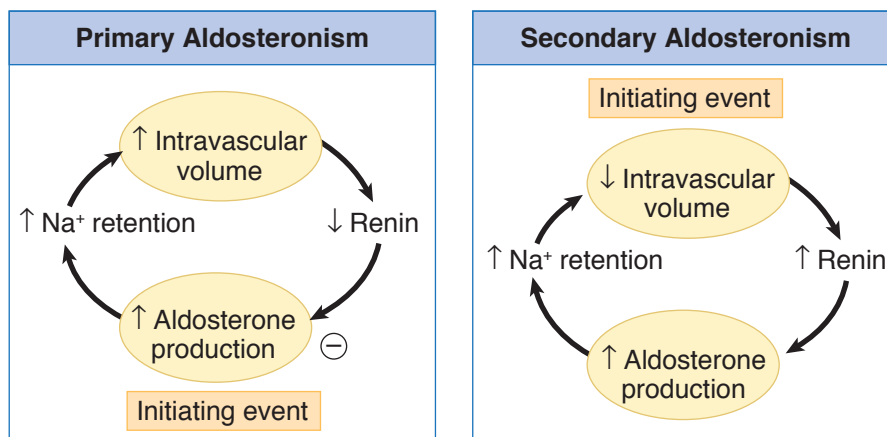 Primary Aldosteronism
↑ Intravascular
volume
↑ Na⁺ retention
↓ Renin
↑ Aldosterone
production
⊖
Initiating event
Secondary Aldosteronism
Initiating event
↓ Intravascular
volume
↑ Na⁺ retention
↑ Renin
↑ Aldosterone
production